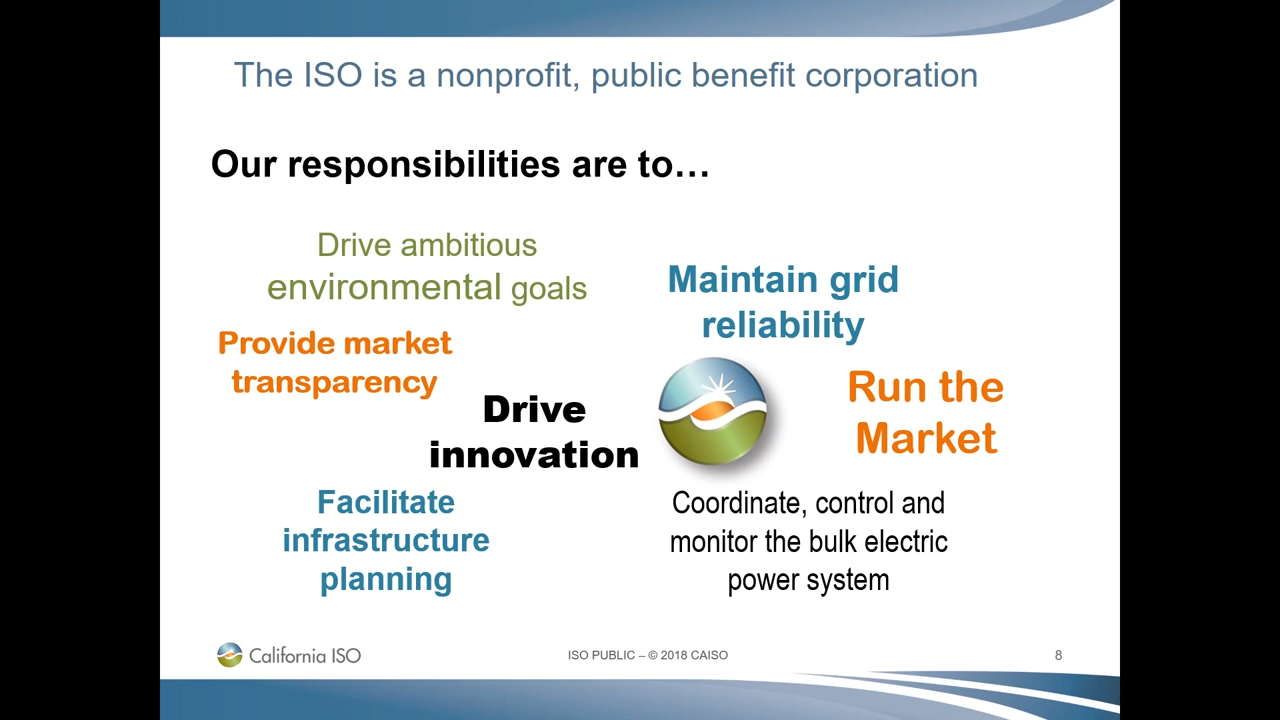 The ISO is a nonprofit, public benefit corporation
Our responsibilities are to…
Drive ambitious
environmental goals
Maintain grid
reliability
Provide market
transparency
Drive
innovation
Run the
Market
Facilitate
infrastructure
planning
Coordinate, control and
monitor the bulk electric
power system
California ISO
ISO PUBLIC – © 2018 CAISO
8